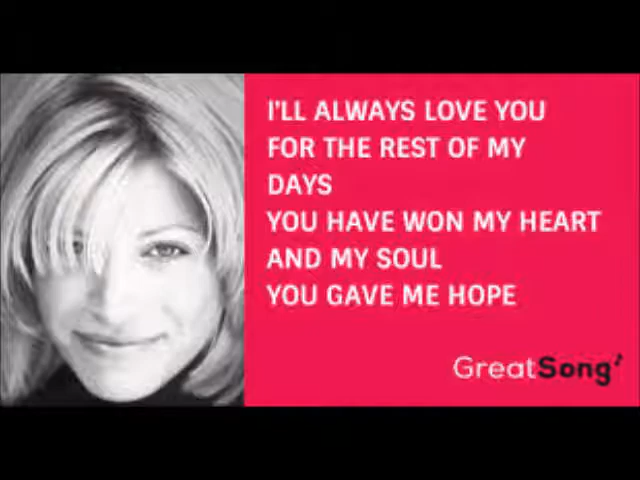 I'LL ALWAYS LOVE YOU
FOR THE REST OF MY
DAYS
YOU HAVE WON MY HEART
AND MY SOUL
YOU GAVE ME HOPE
GreatSong